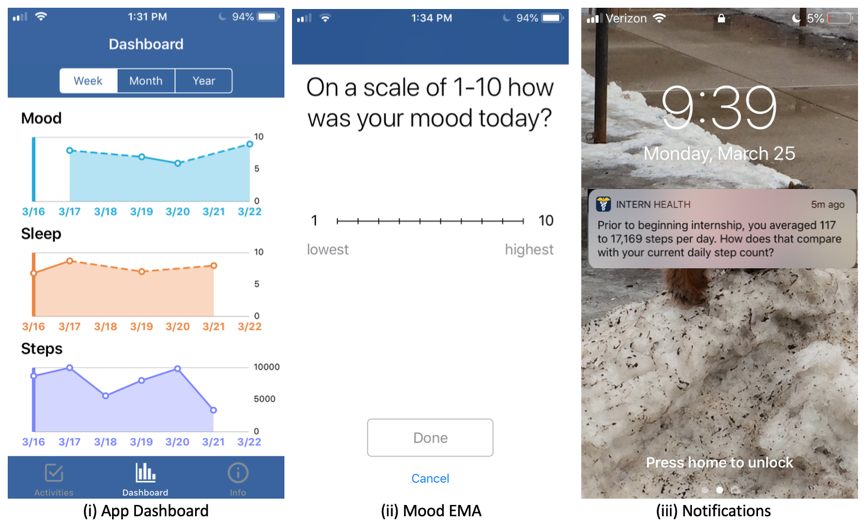 1:31 PM
94%
Dashboard
Week Month Year
Mood
10
5
0
3/16 3/17 3/18 3/19 3/20 3/21 3/22
Sleep
10
5
0
3/16 3/17 3/18 3/19 3/20 3/21 3/22
Steps
10000
5000
0
3/16 3/17 3/18 3/19 3/20 3/21 3/22
Activities Dashboard Info
(i) App Dashboard
1:34 PM
94%
On a scale of 1-10 how
was your mood today?
1 10
lowest highest
Done
Cancel
(ii) Mood EMA
Verizon
5%
9:39
Monday, March 25
INTERN HEALTH 5m ago
Prior to beginning internship, you averaged 117
to 17,169 steps per day. How does that compare
with your current daily step count?
Press home to unlock
(iii) Notifications